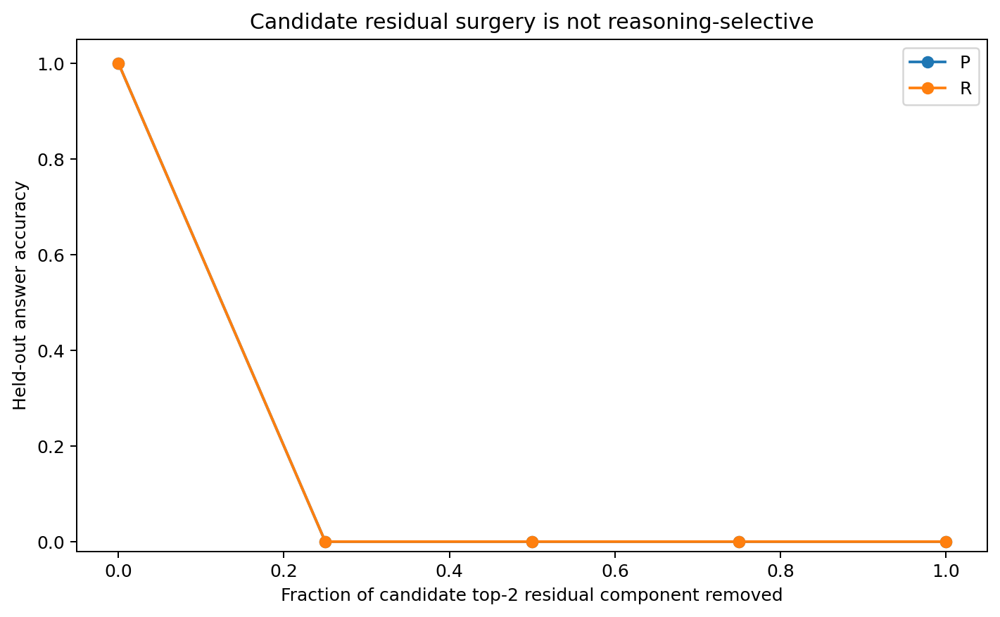 Candidate residual surgery is not reasoning-selective
P
R
1.0
0.8
0.6
0.4
0.2
0.0
Held-out answer accuracy
0.0 0.2 0.4 0.6 0.8 1.0
Fraction of candidate top-2 residual component removed